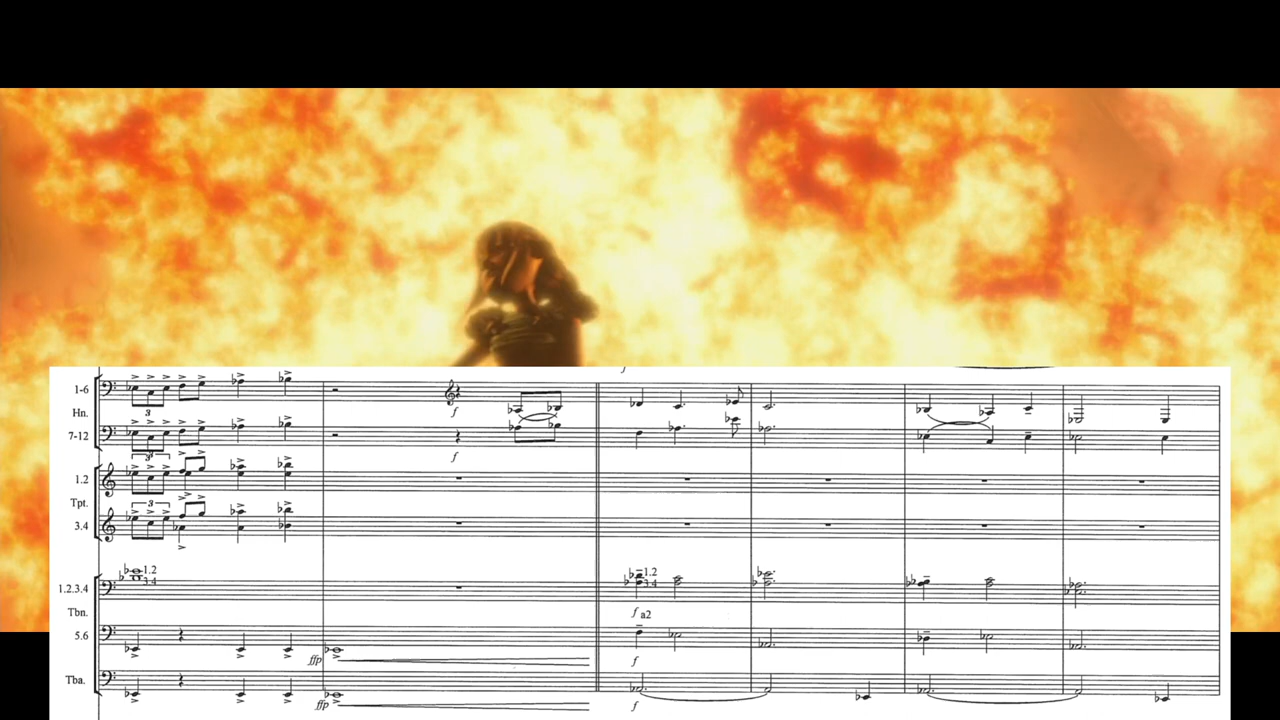 f
1-6
3
f
Hn.
7-12
3
f
3
1.2
Tpt.
3
3,4
1.2
3.4
1.2
3.4
1.2.3.4
Tbn.
f a2
5.6
ffp
f
Tba.
ffp
f